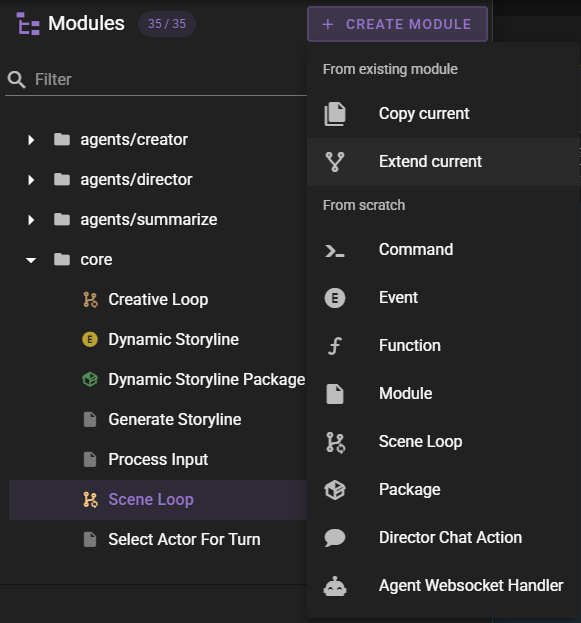 Modules
35 / 35
+ CREATE MODULE
Filter
agents/creator
agents/director
agents/summarize
core
Creative Loop
E Dynamic Storyline
Dynamic Storyline Package
Generate Storyline
Process Input
Scene Loop
Select Actor For Turn
From existing module
Copy current
Extend current
From scratch
Command
E Event
Function
Module
Scene Loop
Package
Director Chat Action
Agent Websocket Handler